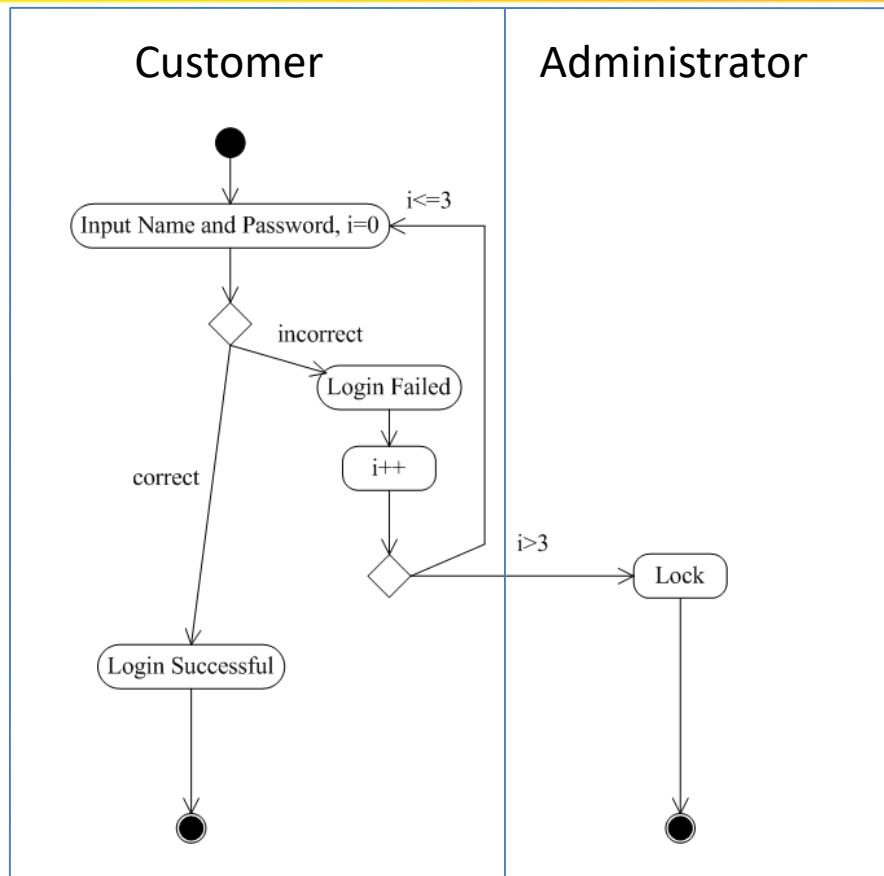 Customer
Administrator
i<=3
Input Name and Password, i=0
incorrect
Login Failed
i++
correct
i>3
Lock
Login Successful